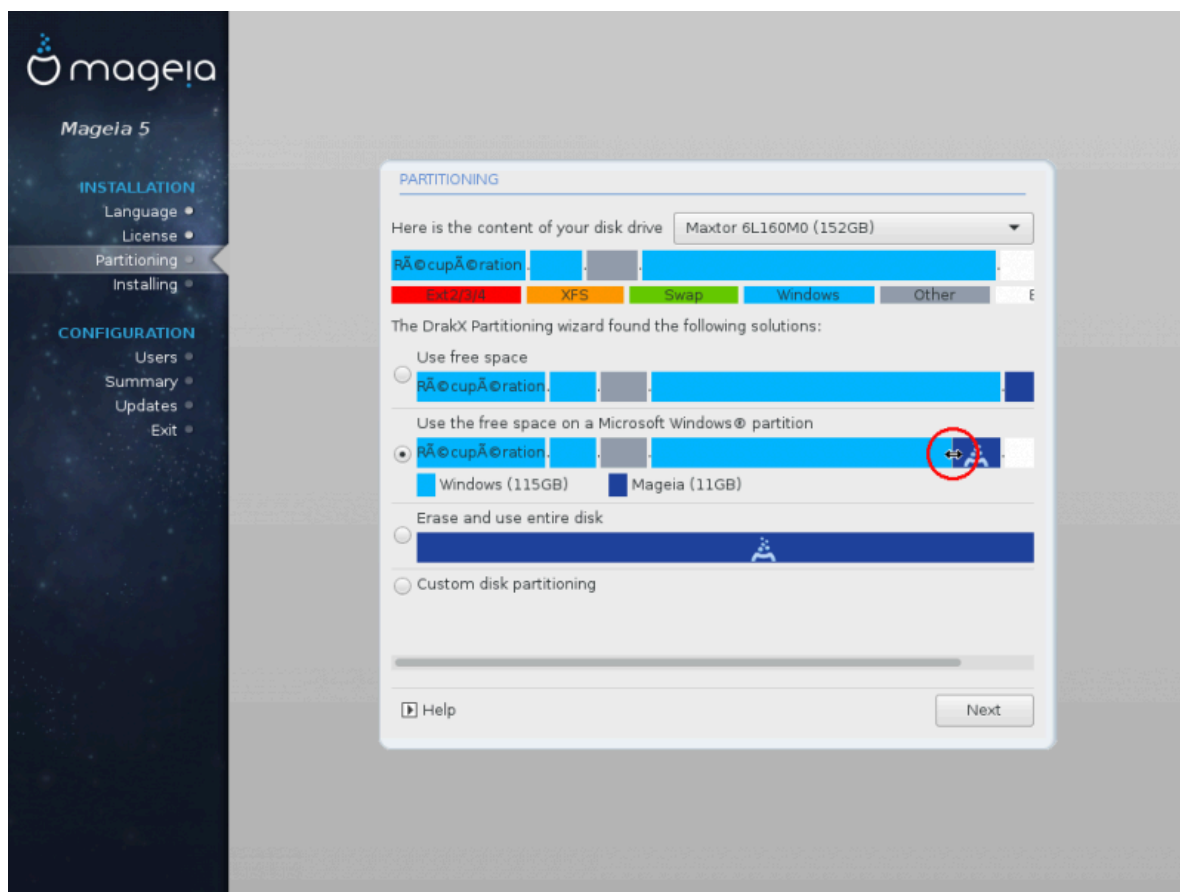 mageia
Mageia 5
INSTALLATION
Language
License
Partitioning
Installing
CONFIGURATION
Users
Summary
Updates
Exit
PARTITIONING
Here is the content of your disk drive Maxtor 6L160M0 (152GB)
RÃ©cupÃ©ration
Ext2/3/4 XFS Swap Windows Other
The DrakX Partitioning wizard found the following solutions:
Use free space
RÃ©cupÃ©ration
Use the free space on a Microsoft Windows® partition
RÃ©cupÃ©ration
Windows (115GB) Mageia (11GB)
Erase and use entire disk
Custom disk partitioning
Help Next